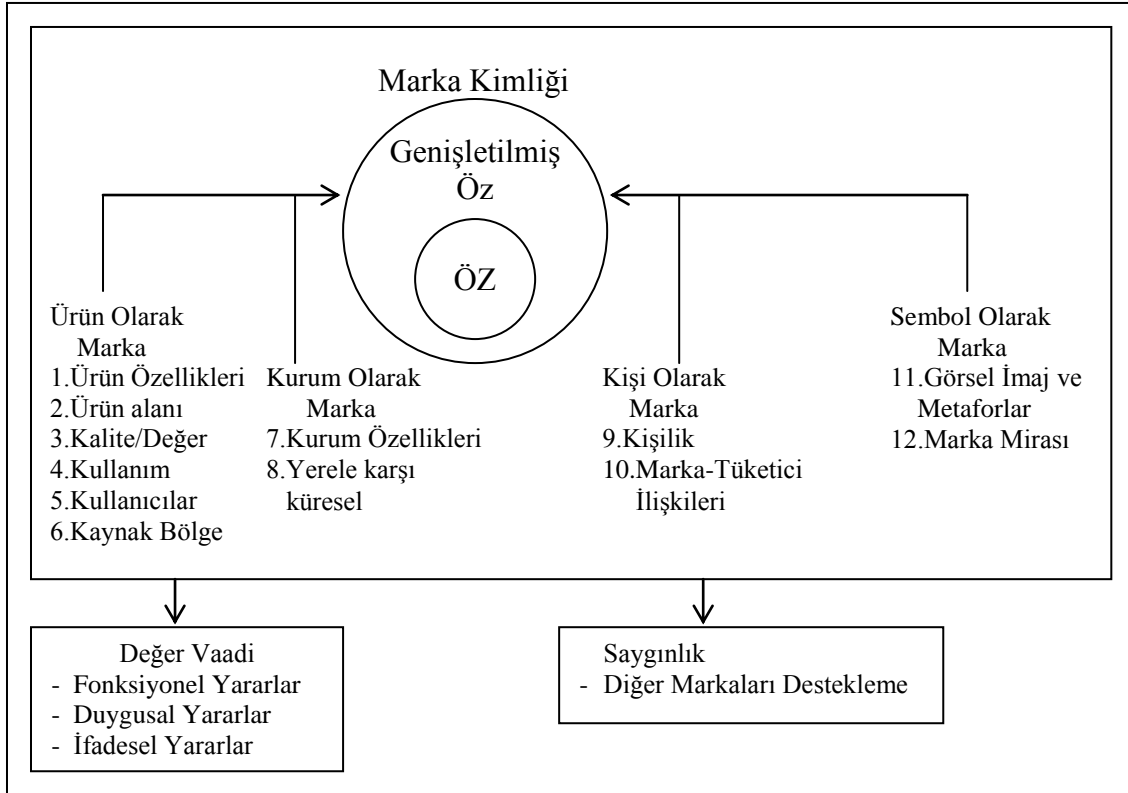 Marka Kimliği
Genişletilmiş
Öz
ÖZ
Ürün Olarak
Marka
1.Ürün Özellikleri
2.Ürün alanı
3.Kalite/Değer
4.Kullanım
5.Kullanıcılar
6.Kaynak Bölge
Kurum Olarak
Marka
7.Kurum Özellikleri
8.Yerele karşı
küresel
Kişi Olarak
Marka
9.Kişilik
10.Marka-Tüketici
İlişkileri
Sembol Olarak
Marka
11.Görsel İmaj ve
Metaforlar
12.Marka Mirası
Değer Vaadi
- Fonksiyonel Yararlar
- Duygusal Yararlar
- İfadesel Yararlar
Saygınlık
- Diğer Markaları Destekleme